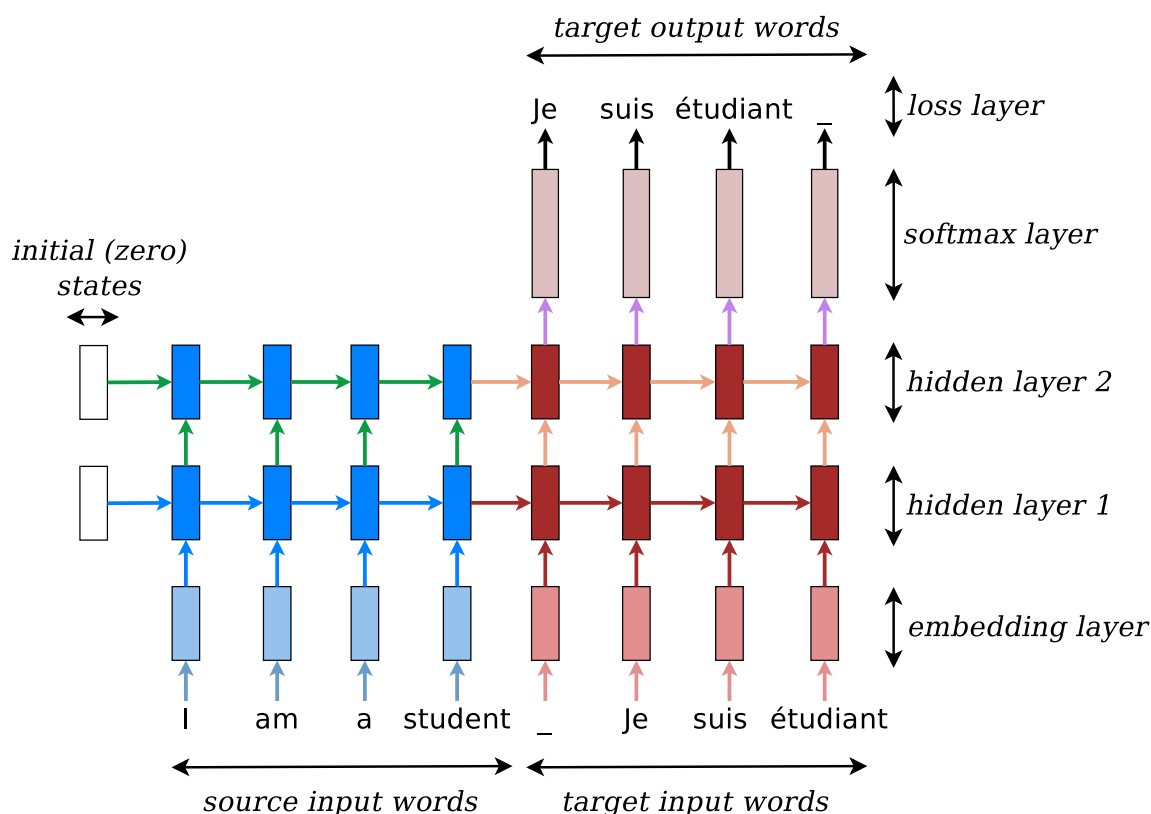 target output words
Je suis étudiant _
loss layer
softmax layer
initial (zero)
states
hidden layer 2
hidden layer 1
embedding layer
I am a student _ Je suis étudiant
source input words
target input words